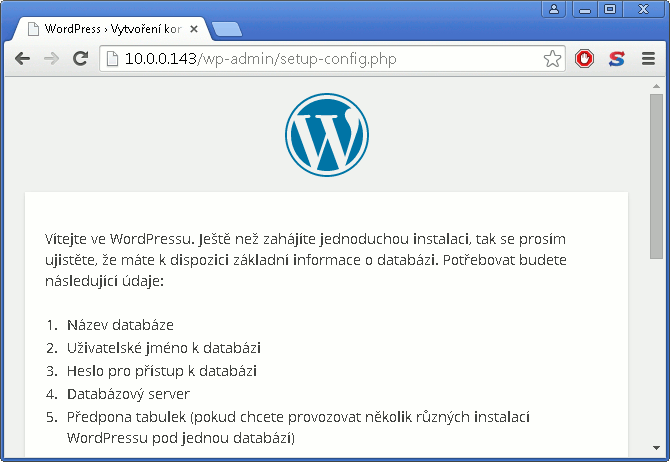 WordPress › Vytvoření kor
10.0.0.143/wp-admin/setup-config.php
Vítejte ve WordPressu. Ještě než zahájíte jednoduchou instalaci, tak se prosím
ujistěte, že máte k dispozici základní informace o databázi. Potřebovat budete
následující údaje:
1. Název databáze
2. Uživatelské jméno k databázi
3. Heslo pro přístup k databázi
4. Databázový server
5. Předpona tabulek (pokud chcete provozovat několik různých instalací
WordPressu pod jednou databází)